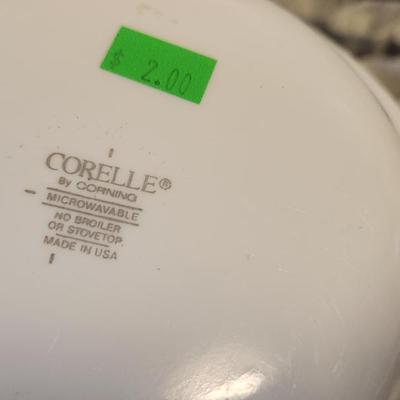 $ 2.00
CORELLE®
By CORNING
MICROWAVABLE
NO BROILER
OR STOVETOP
MADE IN USA